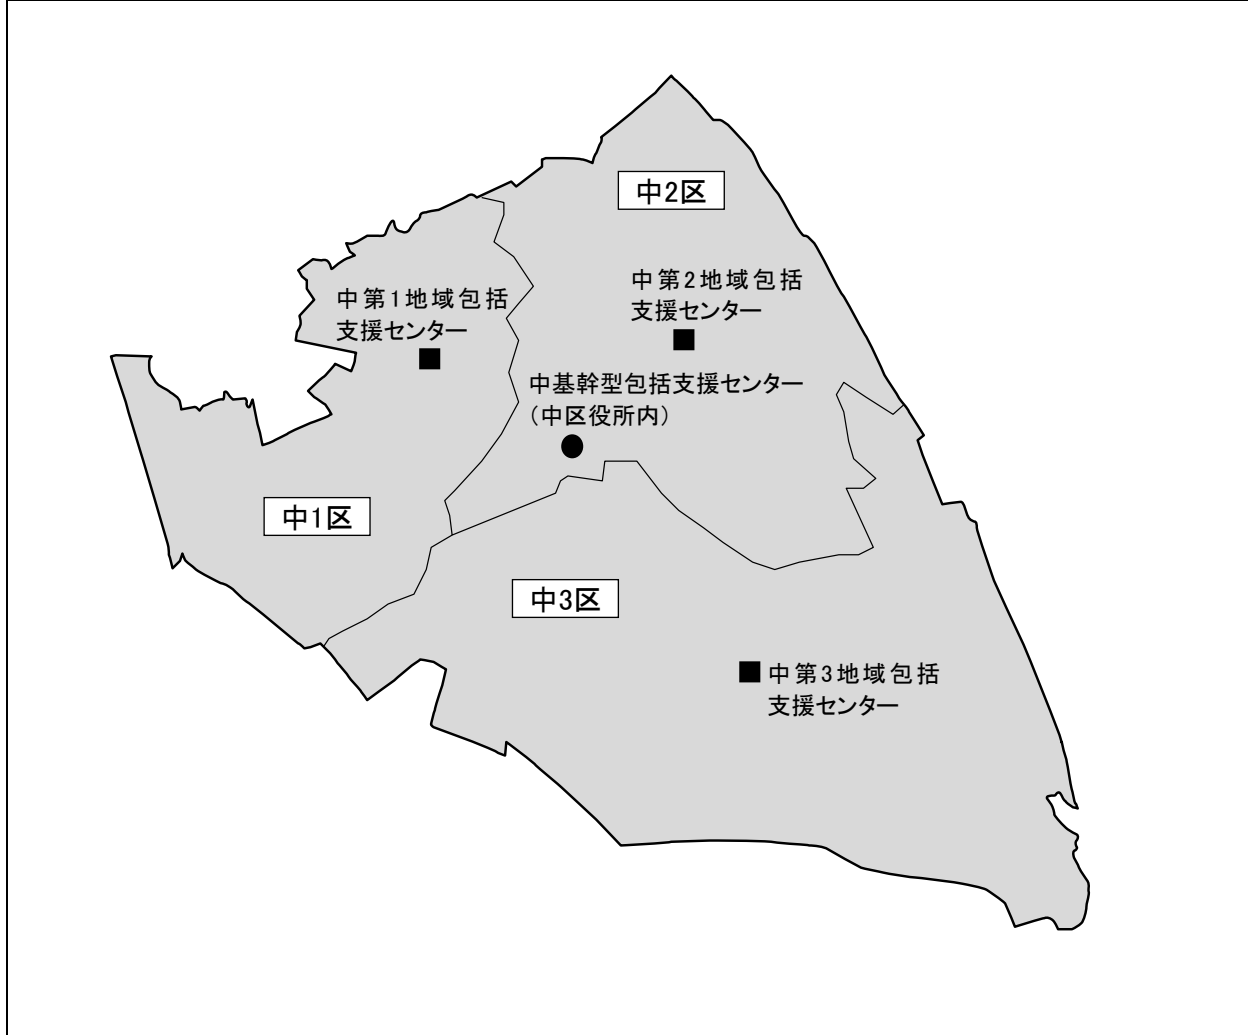 中2区
中第2地域包括
支援センター
中第1地域包括
支援センター
中基幹型包括支援センター
（中区役所内）
中1区
中3区
中第3地域包括
支援センター